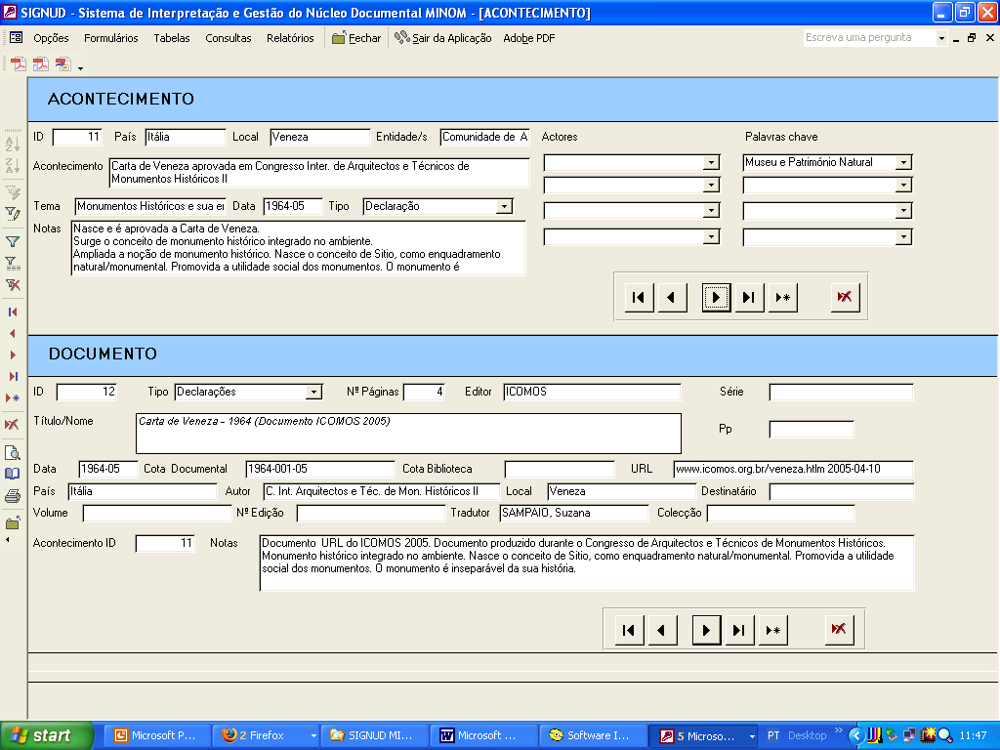 SIGNUD - Sistema de Interpretação e Gestão do Núcleo Documental MINOM - [ACONTECIMENTO]
Opções Formulários Tabelas Consultas Relatórios Fechar Sair da Aplicação Adobe PDF Escreva uma pergunta
ACONTECIMENTO
ID 11 País Itália Local Veneza Entidade/s Comunidade de A Actores Palavras chave
Acontecimento Carta de Veneza aprovada em Congresso Inter. de Arquitectos e Técnicos de Museu e Património Natural
Monumentos Históricos II
Tema Monumentos Históricos e sua en Data 1964-05 Tipo Declaração
Notas Nasce e é aprovada a Carta de Veneza.
Surge o conceito de monumento histórico integrado no ambiente.
Ampliada a noção de monumento histórico. Nasce o conceito de Sítio, como enquadramento
natural/monumental. Promovida a utilidade social dos monumentos. O monumento é
DOCUMENTO
ID 12 Tipo Declarações Nº Páginas 4 Editor ICOMOS Série
Título/Nome Carta de Veneza - 1964 (Documento ICOMOS 2005) Pp
Data 1964-05 Cota Documental 1964-001-05 Cota Biblioteca URL www.icomos.org.br/veneza.htlm 2005-04-10
País Itália Autor C. Int. Arquitectos e Téc. de Mon. Históricos II Local Veneza Destinatário
Volume Nº Edição Tradutor SAMPAIO, Suzana Colecção
Acontecimento ID 11 Notas Documento URL do ICOMOS 2005. Documento produzido durante o Congresso de Arquitectos e Técnicos de Monumentos Históricos.
Monumento histórico integrado no ambiente. Nasce o conceito de Sítio, como enquadramento natural/monumental. Promovida a utilidade
social dos monumentos. O monumento é inseparável da sua história.
start Microsoft P... 2 Firefox SIGNUD MI... Microsoft ... Software I... 5 Microso... PT Desktop » 11:47